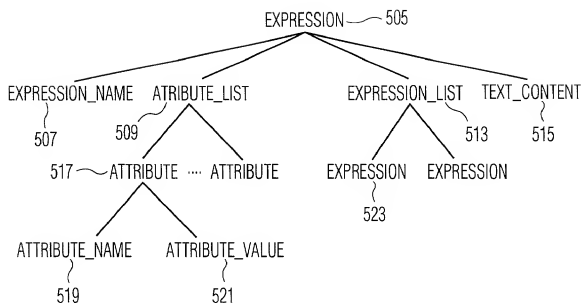 EXPRESSION 505
EXPRESSION_NAME ATRIBUTE_LIST EXPRESSION_LIST TEXT_CONTENT
507 509 513 515
517 ATTRIBUTE .... ATTRIBUTE EXPRESSION EXPRESSION
523
ATTRIBUTE_NAME ATTRIBUTE_VALUE
519 521